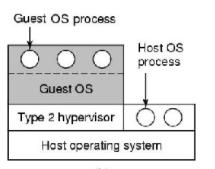 Guest OS process
Host OS
process
Guest OS
Type 2 hypervisor
Host operating system